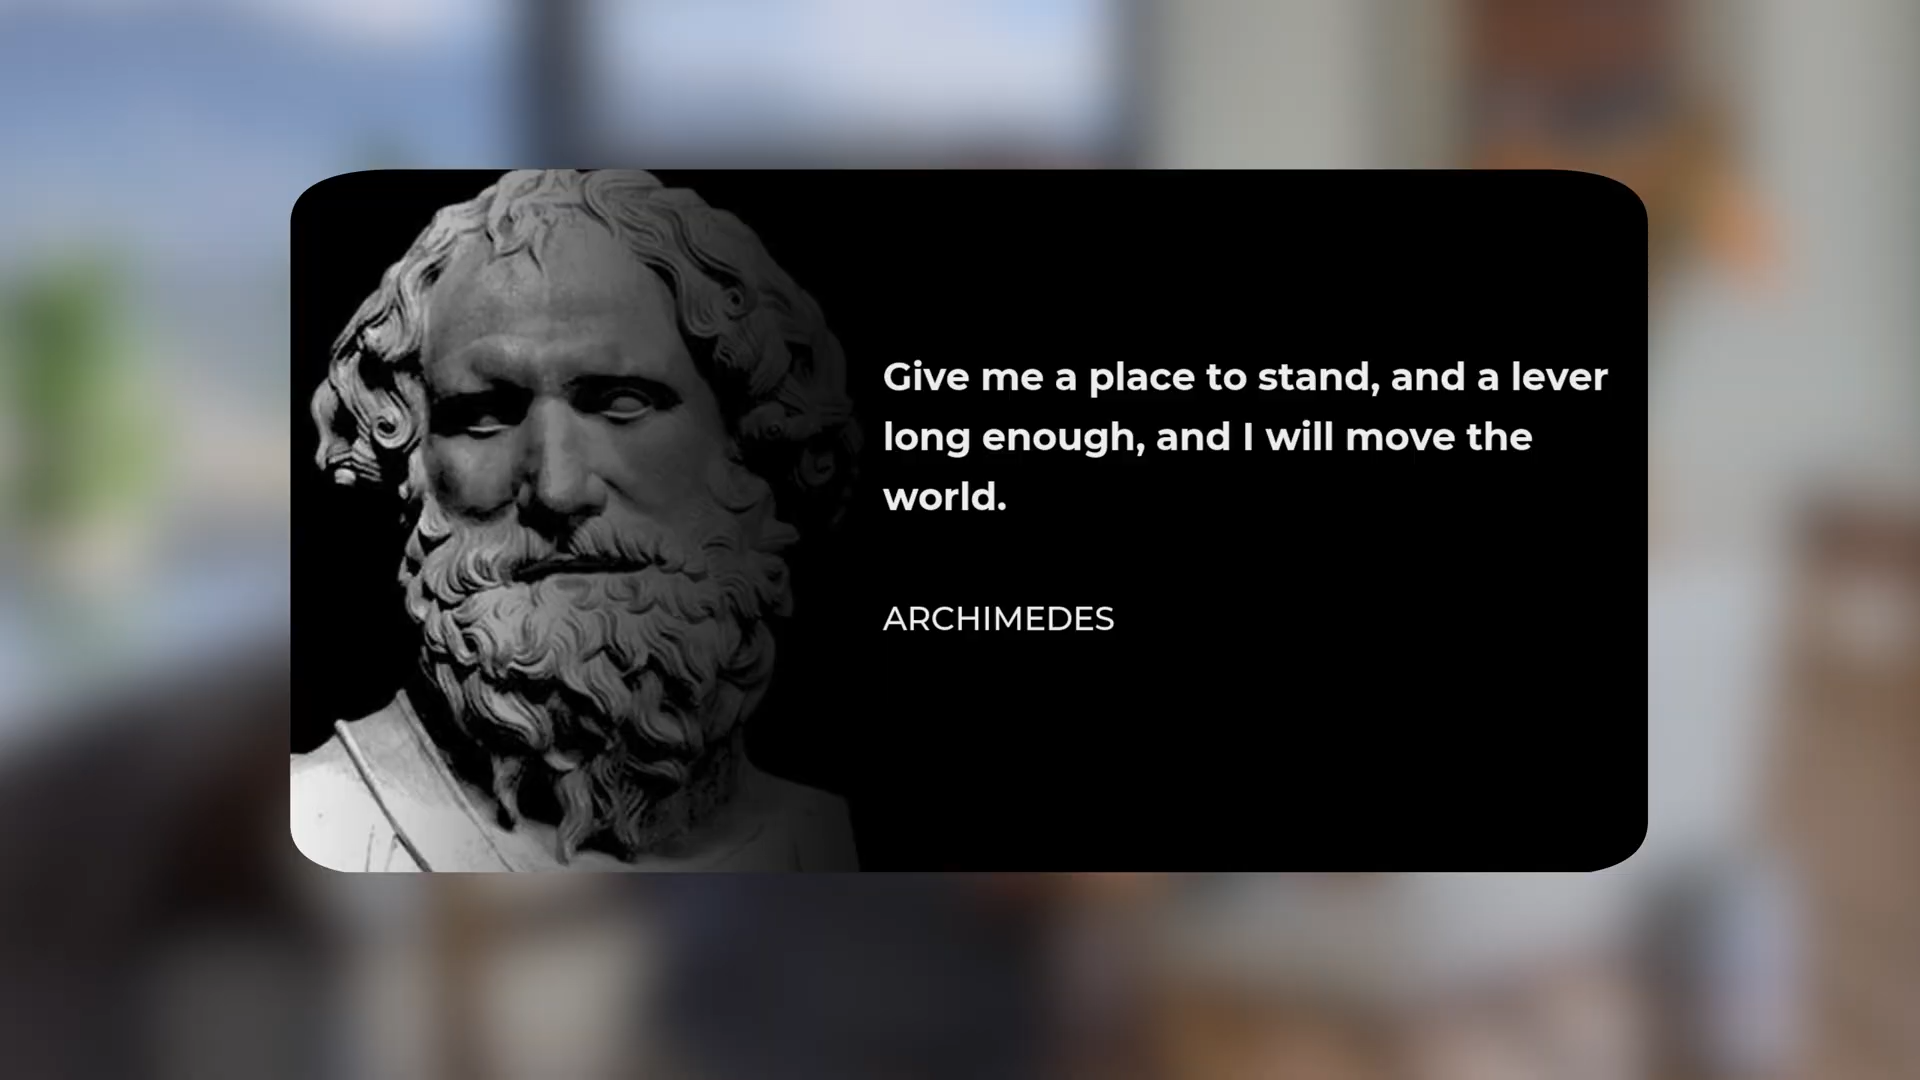 Give me a place to stand, and a lever
long enough, and I will move the
world.
ARCHIMEDES